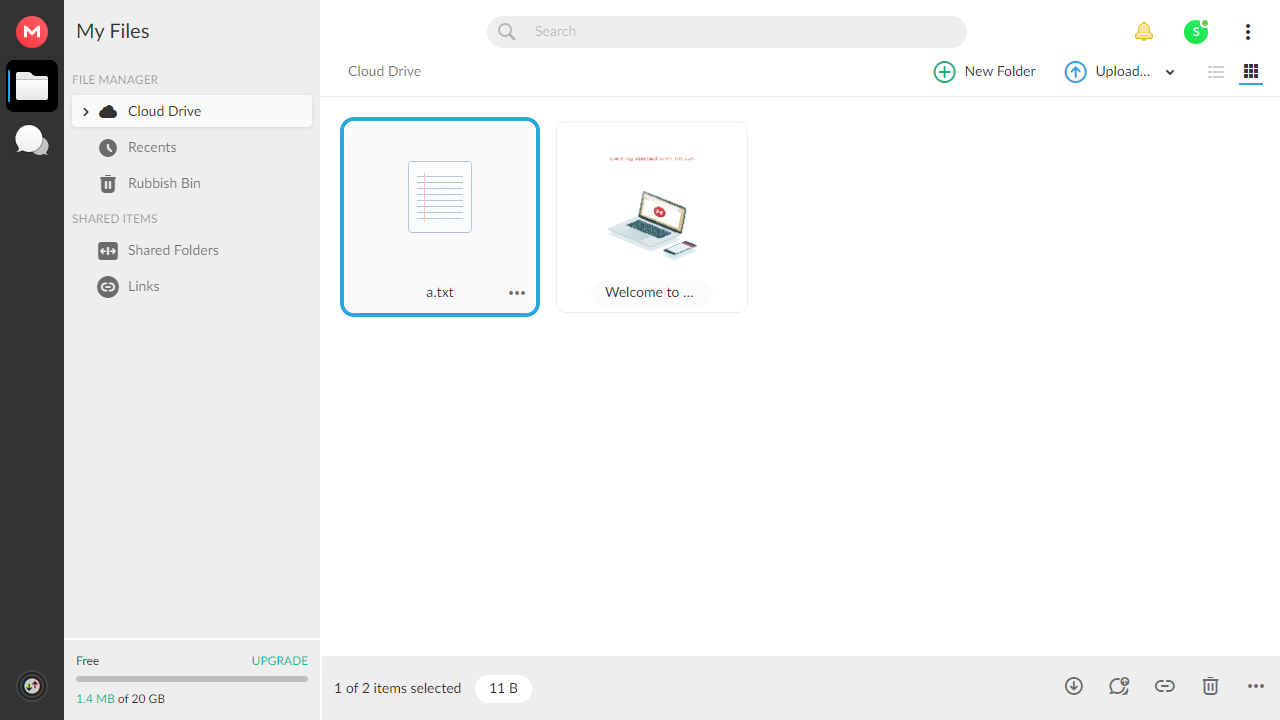 My Files
Search
S
FILE MANAGER
Cloud Drive
Recents
Rubbish Bin
SHARED ITEMS
Shared Folders
Links
Cloud Drive
New Folder
Upload...
a.txt
Welcome to ...
Free
UPGRADE
1.4 MB of 20 GB
1 of 2 items selected
11 B